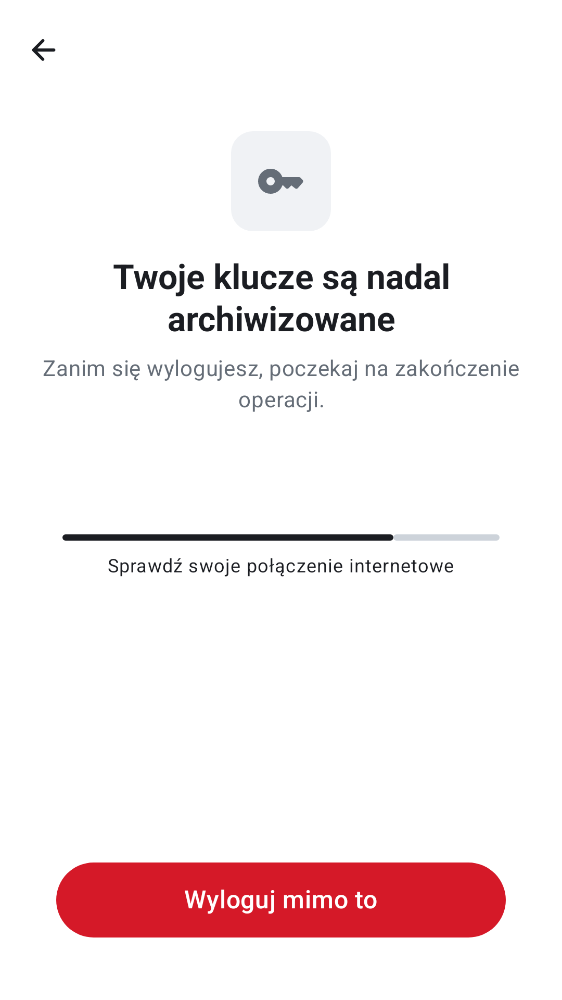 Twoje klucze są nadal
archiwizowane
Zanim się wylogujesz, poczekaj na zakończenie
operacji.
Sprawdź swoje połączenie internetowe
Wyloguj mimo to